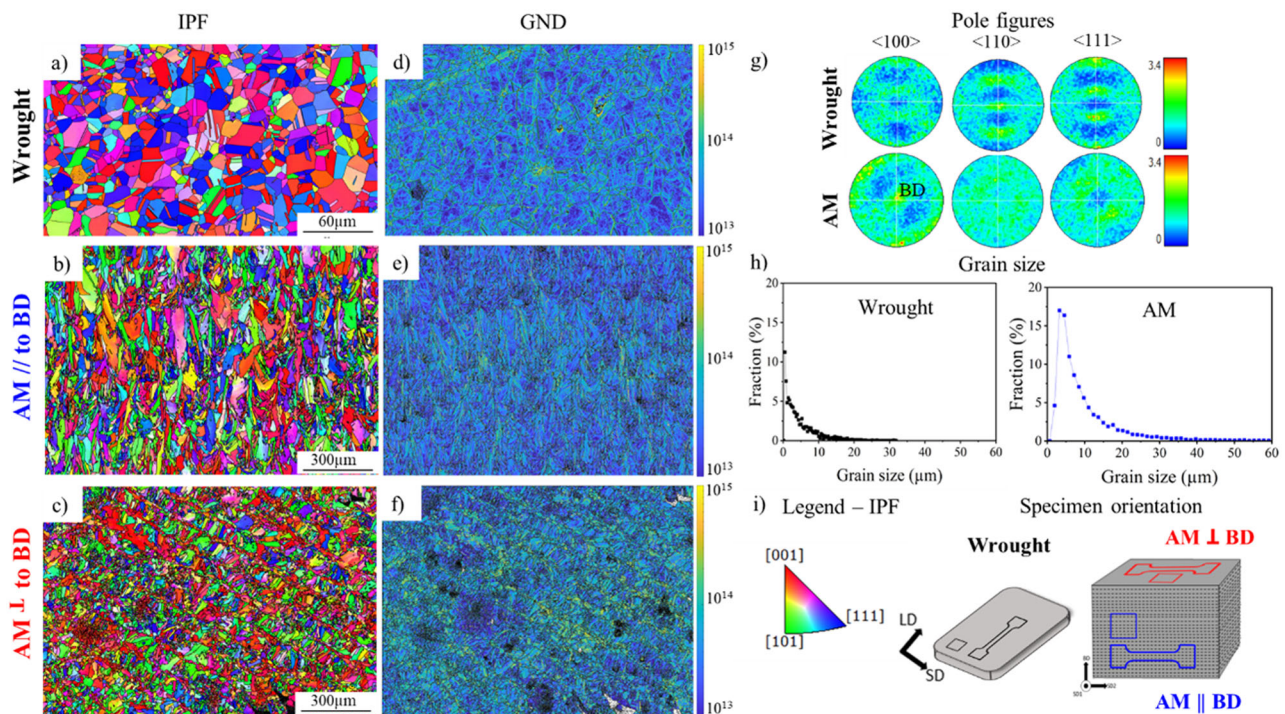 IPF
GND
Pole figures
<100>
<110>
<111>
Wrought
AM // to BD
AM ⊥ to BD
a)
60µm
b)
300µm
c)
300µm
d)
10¹⁵
10¹⁴
10¹³
e)
10¹⁵
10¹⁴
10¹³
f)
10¹⁵
10¹⁴
10¹³
g)
Wrought
AM
BD
3.4
0
3.4
0
h)
Grain size
Wrought
Fraction (%)
20
15
10
5
0
0 10 20 30 40 50 60
Grain size (µm)
AM
Fraction (%)
20
15
10
5
0
0 10 20 30 40 50 60
Grain size (µm)
i)
Legend – IPF
Specimen orientation
[001]
[101]
[111]
Wrought
LD
SD
AM ⊥ BD
BD
SD1
SD2
AM ∥ BD